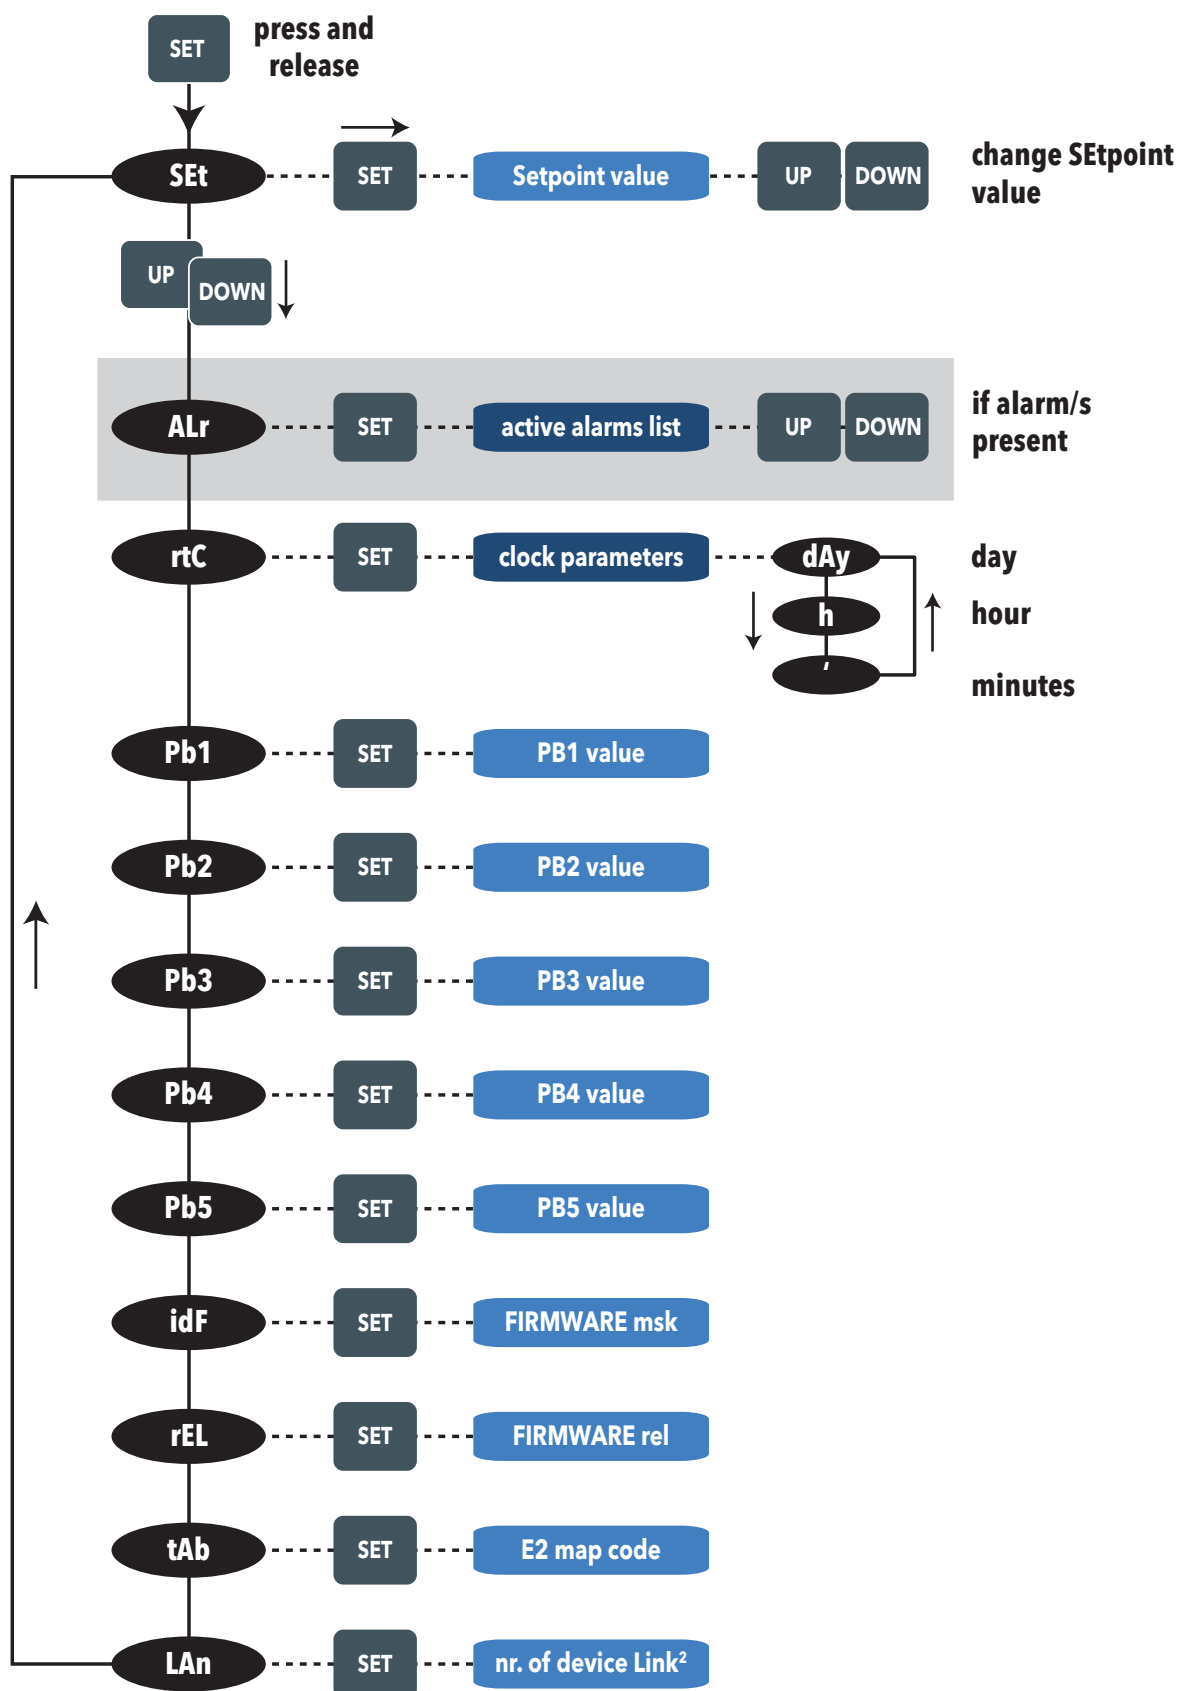 SET
press and
release
SEt
SET
Setpoint value
UP
DOWN
change SEtpoint
value
UP
DOWN
ALr
SET
active alarms list
UP
DOWN
if alarm/s
present
rtC
SET
clock parameters
dAy
day
h
hour
'
minutes
Pb1
SET
PB1 value
Pb2
SET
PB2 value
Pb3
SET
PB3 value
Pb4
SET
PB4 value
Pb5
SET
PB5 value
idF
SET
FIRMWARE msk
rEL
SET
FIRMWARE rel
tAb
SET
E2 map code
LAn
SET
nr. of device Link²